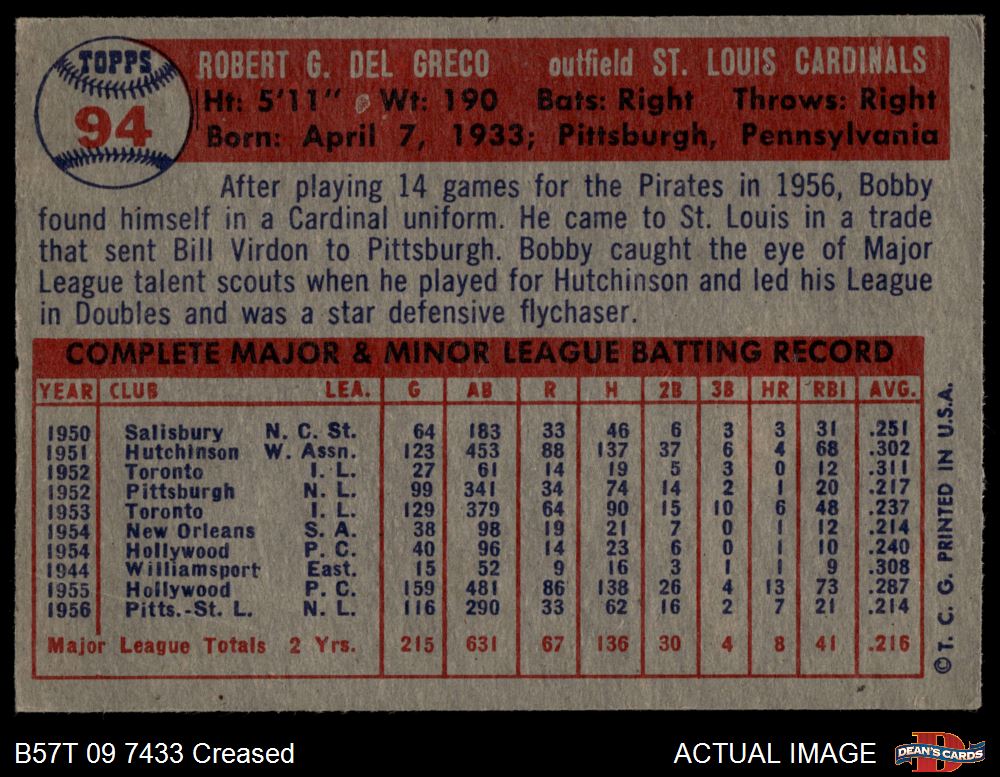 TOPPS
94
ROBERT G. DEL GRECO outfield ST. LOUIS CARDINALS
Ht: 5'11" Wt: 190 Bats: Right Throws: Right
Born: April 7, 1933; Pittsburgh, Pennsylvania
After playing 14 games for the Pirates in 1956, Bobby
found himself in a Cardinal uniform. He came to St. Louis in a trade
that sent Bill Virdon to Pittsburgh. Bobby caught the eye of Major
League talent scouts when he played for Hutchinson and led his League
in Doubles and was a star defensive flychaser.
COMPLETE MAJOR & MINOR LEAGUE BATTING RECORD
YEAR CLUB LEA. G AB R H 2B 3B HR RBI AVG.
1950 Salisbury N. C. St. 64 183 33 46 6 3 3 31 .251
1951 Hutchinson W. Assn. 123 453 88 137 37 6 4 68 .302
1952 Toronto I. L. 27 61 14 19 5 3 0 12 .311
1952 Pittsburgh N. L. 99 341 34 74 14 2 1 20 .217
1953 Toronto I. L. 129 379 64 90 15 10 6 48 .237
1954 New Orleans S. A. 38 98 19 21 7 0 1 12 .214
1954 Hollywood P. C. 40 96 14 23 6 0 1 10 .240
1944 Williamsport East. 15 52 9 16 3 1 1 9 .308
1955 Hollywood P. C. 159 481 86 138 26 4 13 73 .287
1956 Pitts.-St. L. N. L. 116 290 33 62 16 2 7 21 .214
Major League Totals 2 Yrs. 215 631 67 136 30 4 8 41 .216
© T. C. G. PRINTED IN U.S.A.
B57T 09 7433 Creased
ACTUAL IMAGE
DEAN'S CARDS